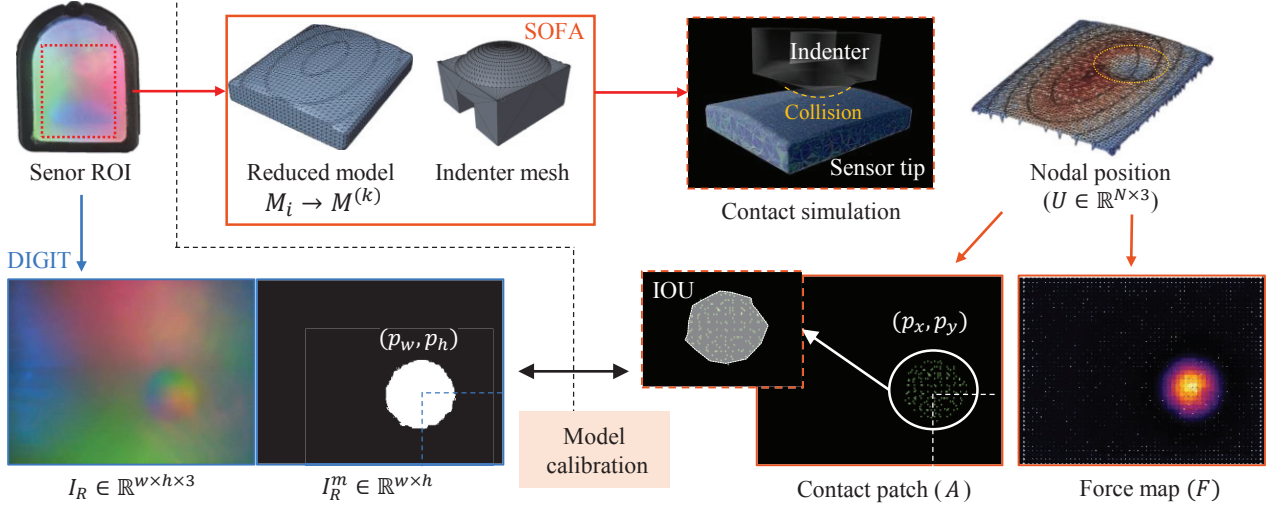 SOFA
Indenter
Collision
Sensor tip
Senor ROI
Reduced model
M_i → M^{(k)}
Indenter mesh
Contact simulation
Nodal position
(U ∈ ℝ^{N×3})
DIGIT
(p_w, p_h)
IOU
(p_x, p_y)
Model
calibration
I_R ∈ ℝ^{w×h×3}
I_R^m ∈ ℝ^{w×h}
Contact patch (A)
Force map (F)